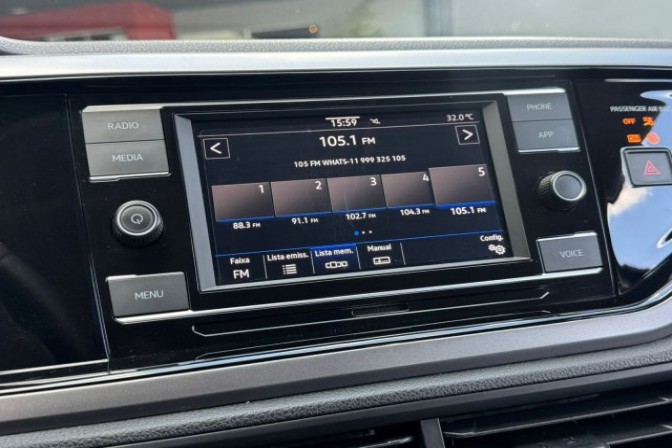 RADIO
MEDIA
MENU
15:59
32.0 °C
105.1 FM
<
>
105 FM WHATS-11 999 325 105
1 2 3 4 5
88.3 FM 91.1 FM 102.7 FM 104.3 FM 105.1 FM
Faixa Lista emiss. Lista mem. Manual Config.
FM
PHONE
APP
VOICE
PASSENGER AIR
OFF